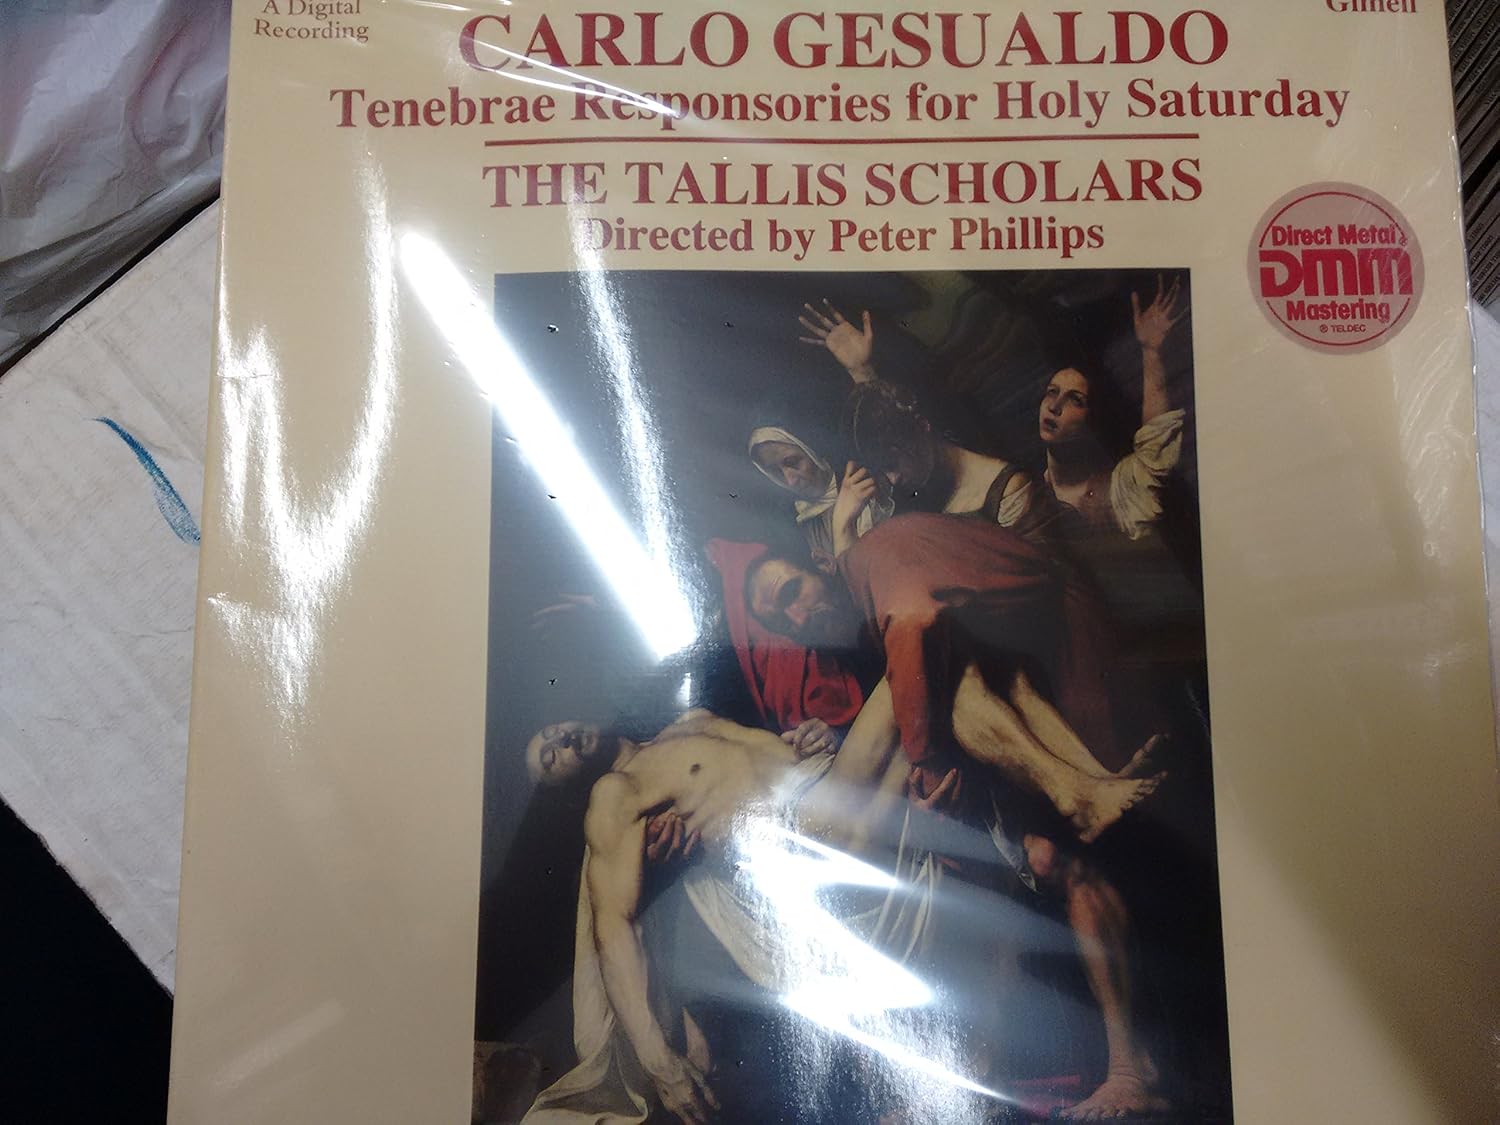 A Digital
Recording
Gimell
CARLO GESUALDO
Tenebrae Responsories for Holy Saturday
THE TALLIS SCHOLARS
Directed by Peter Phillips
Direct Metal
DMM
Mastering
® TELDEC